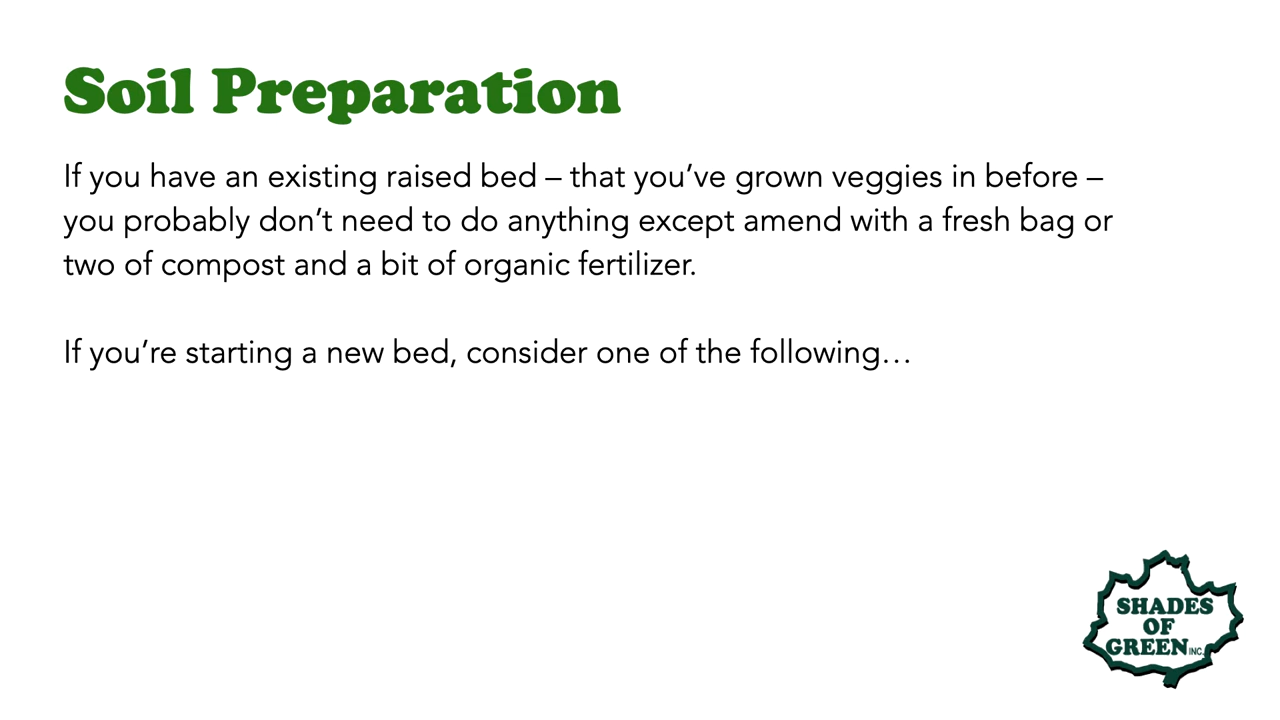 Soil Preparation
If you have an existing raised bed – that you’ve grown veggies in before –
you probably don’t need to do anything except amend with a fresh bag or
two of compost and a bit of organic fertilizer.
If you’re starting a new bed, consider one of the following…
SHADES
OF
GREEN INC.